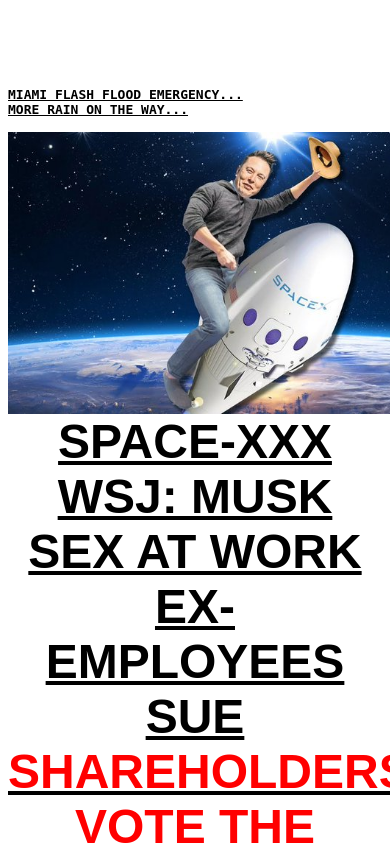 MIAMI FLASH FLOOD EMERGENCY...
MORE RAIN ON THE WAY...
SPACEX
SPACE-XXX
WSJ: MUSK
SEX AT WORK
EX-
EMPLOYEES
SUE
SHAREHOLDERS
VOTE THE